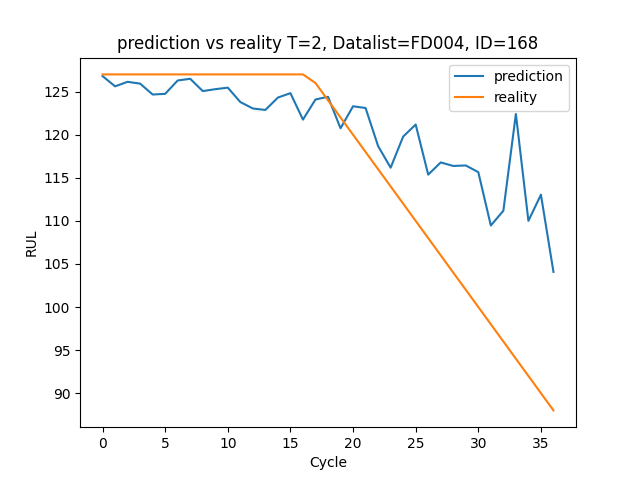 prediction vs reality T=2, Datalist=FD004, ID=168
prediction
reality
RUL
125
120
115
110
105
100
95
90
0 5 10 15 20 25 30 35
Cycle